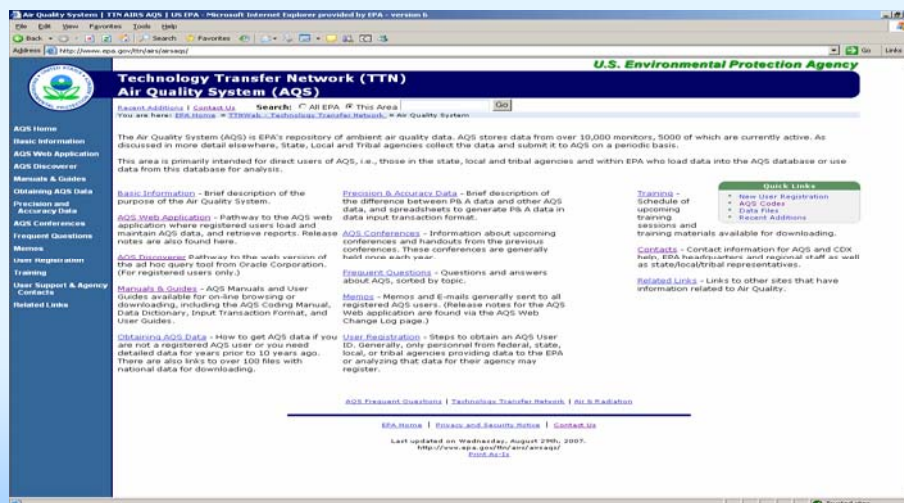 Air Quality System | TTN AIRS AQS | US EPA - Microsoft Internet Explorer provided by EPA - version 6
File Edit View Favorites Tools Help
Back Search Favorites
Address http://www.epa.gov/ttn/airs/airsaqs/ Go Links
U.S. Environmental Protection Agency
Technology Transfer Network (TTN)
Air Quality System (AQS)
Recent Additions | Contact Us Search: All EPA This Area Go
You are here: EPA Home » TTNWeb - Technology Transfer Network » Air Quality System
AQS Home
Basic Information
AQS Web Application
AQS Discoverer
Manuals & Guides
Obtaining AQS Data
Precision and
Accuracy Data
AQS Conferences
Frequent Questions
Memos
User Registration
Training
User Support & Agency
Contacts
Related Links
The Air Quality System (AQS) is EPA's repository of ambient air quality data. AQS stores data from over 10,000 monitors, 5000 of which are currently active. As
discussed in more detail elsewhere, State, Local and Tribal agencies collect the data and submit it to AQS on a periodic basis.
This area is primarily intended for direct users of AQS, i.e., those in the state, local and tribal agencies and within EPA who load data into the AQS database or use
data from this database for analysis.
Basic Information - Brief description of the
purpose of the Air Quality System.
AQS Web Application - Pathway to the AQS web
application where registered users load and
maintain AQS data, and retrieve reports. Release
notes are also found here.
AQS Discoverer Pathway to the web version of
the ad hoc query tool from Oracle Corporation.
(For registered users only.)
Manuals & Guides - AQS Manuals and User
Guides available for on-line browsing or
downloading, including the AQS Coding Manual,
Data Dictionary, Input Transaction Format, and
User Guides.
Obtaining AQS Data - How to get AQS data if you
are not a registered AQS user or you need
detailed data for years prior to 10 years ago.
There are also links to over 100 files with
national data for downloading.
Precision & Accuracy Data - Brief description of
the difference between P& A data and other AQS
data, and spreadsheets to generate P& A data in
data input transaction format.
AQS Conferences - Information about upcoming
conferences and handouts from the previous
conferences. These conferences are generally
held once each year.
Frequent Questions - Questions and answers
about AQS, sorted by topic.
Memos - Memos and E-mails generally sent to all
registered AQS users. (Release notes for the AQS
Web application are found via the AQS Web
Change Log page.)
User Registration - Steps to obtain an AQS User
ID. Generally, only personnel from federal, state,
local, or tribal agencies providing data to the EPA
or analyzing that data for their agency may
register.
Training -
Schedule of
upcoming
training
sessions and
training materials available for downloading.
Contacts - Contact information for AQS and CDX
help, EPA headquarters and regional staff as well
as state/local/tribal representatives.
Related Links - Links to other sites that have
information related to Air Quality.
Quick Links
New User Registration
AQS Codes
Data Files
Recent Additions
AQS Frequent Questions | Technology Transfer Network | Air & Radiation
EPA Home | Privacy and Security Notice | Contact Us
Last updated on Wednesday, August 29th, 2007.
http://www.epa.gov/ttn/airs/airsaqs/
Print As-Is